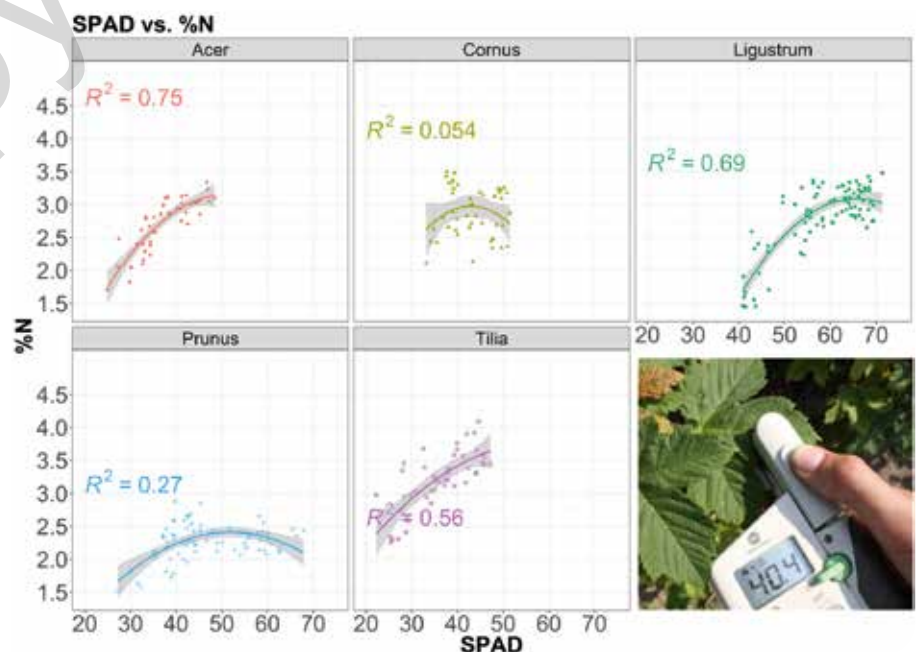 SPAD vs. %N
Acer
Cornus
Ligustrum
4.5
4.0
3.5
3.0
2.5
2.0
1.5
R² = 0.75
R² = 0.054
R² = 0.69
20 30 40 50 60 70
%N
Prunus
Tilia
4.5
4.0
3.5
3.0
2.5
2.0
1.5
R² = 0.27
R² = 0.56
40.4
20 30 40 50 60 70
20 30 40 50 60 70
SPAD